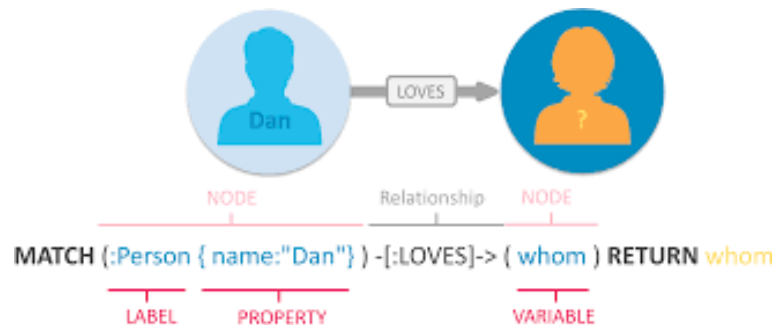 Dan
LOVES
?
NODE Relationship NODE
MATCH (:Person { name:"Dan"} ) -[:LOVES]-> ( whom ) RETURN whom
LABEL PROPERTY VARIABLE